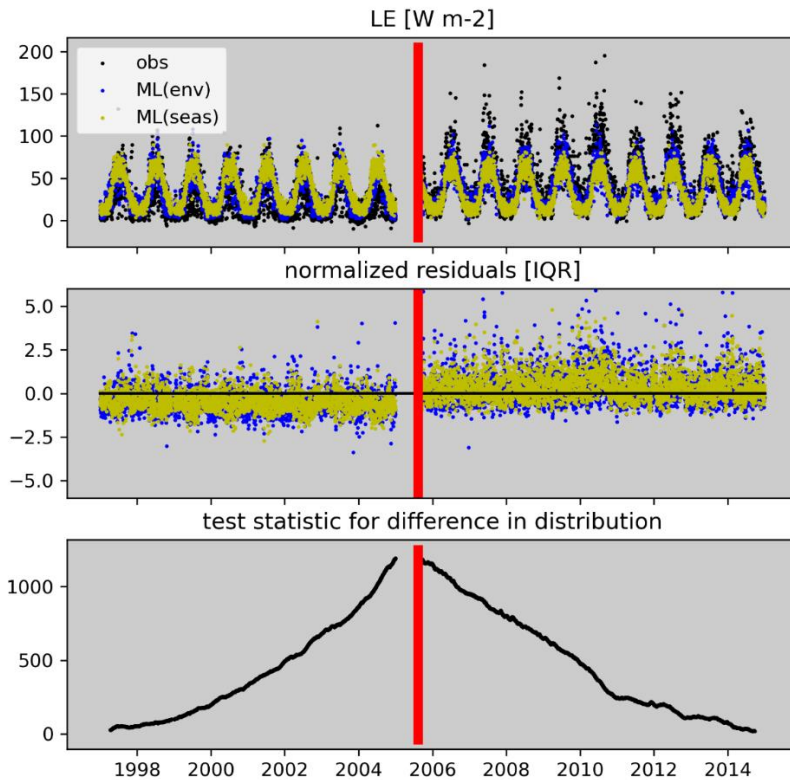 LE [W m-2]
200
150
100
50
0
obs
ML(env)
ML(seas)
normalized residuals [IQR]
5.0
2.5
0.0
−2.5
−5.0
test statistic for difference in distribution
1000
500
0
1998 2000 2002 2004 2006 2008 2010 2012 2014